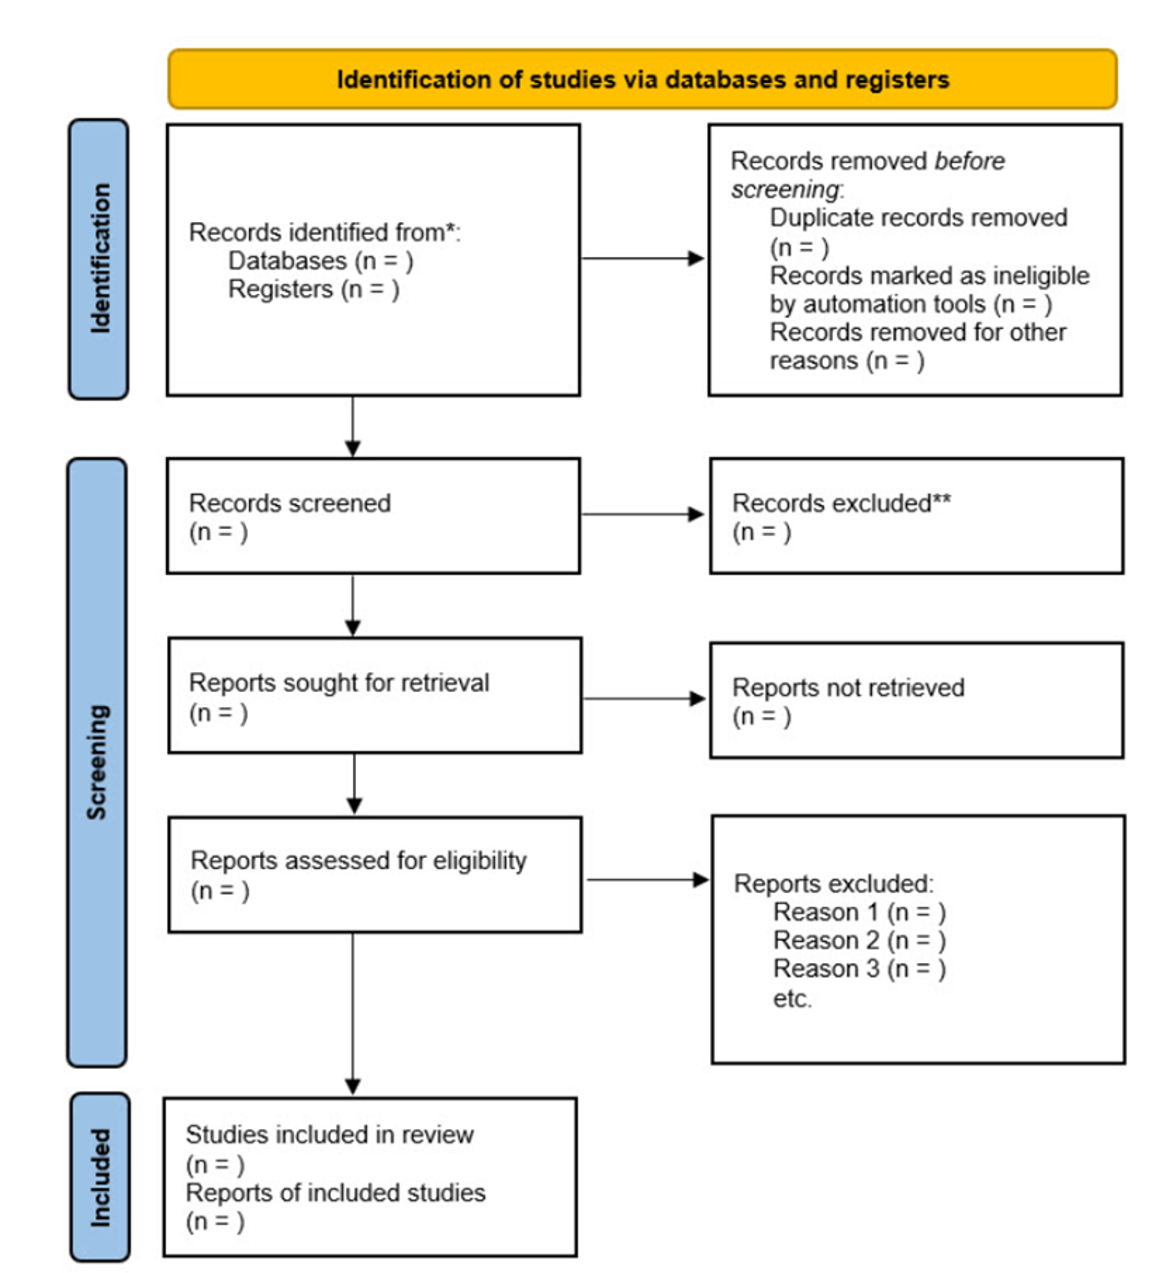 Identification of studies via databases and registers
Identification
Records identified from*:
Databases (n = )
Registers (n = )
Records removed before
screening:
Duplicate records removed
(n = )
Records marked as ineligible
by automation tools (n = )
Records removed for other
reasons (n = )
Screening
Records screened
(n = )
Records excluded**
(n = )
Reports sought for retrieval
(n = )
Reports not retrieved
(n = )
Reports assessed for eligibility
(n = )
Reports excluded:
Reason 1 (n = )
Reason 2 (n = )
Reason 3 (n = )
etc.
Included
Studies included in review
(n = )
Reports of included studies
(n = )